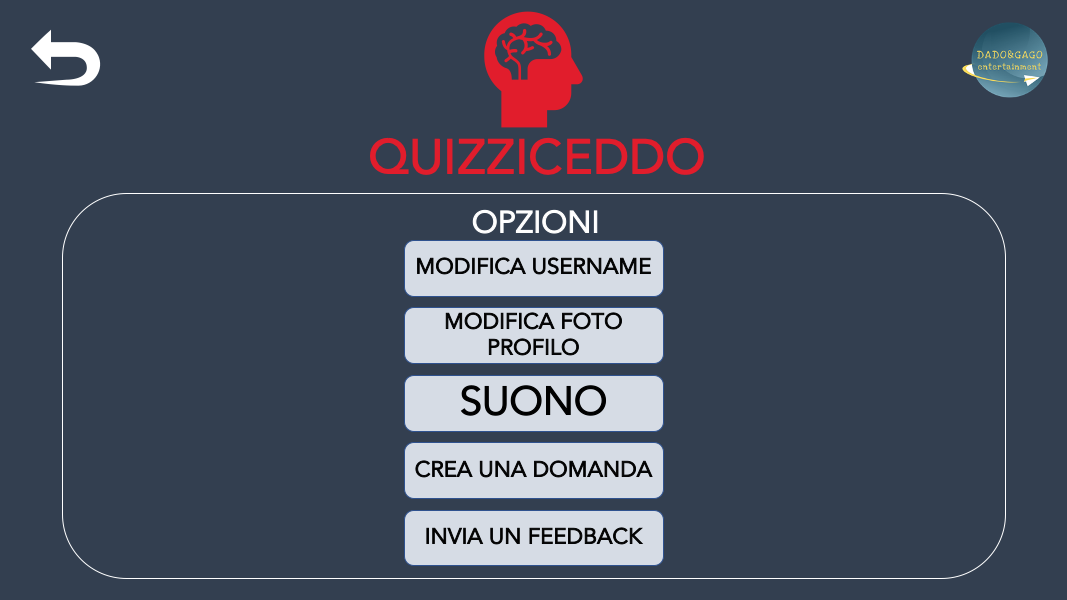 DADO&GAGO
entertainment
QUIZZICEDDO
OPZIONI
MODIFICA USERNAME
MODIFICA FOTO
PROFILO
SUONO
CREA UNA DOMANDA
INVIA UN FEEDBACK